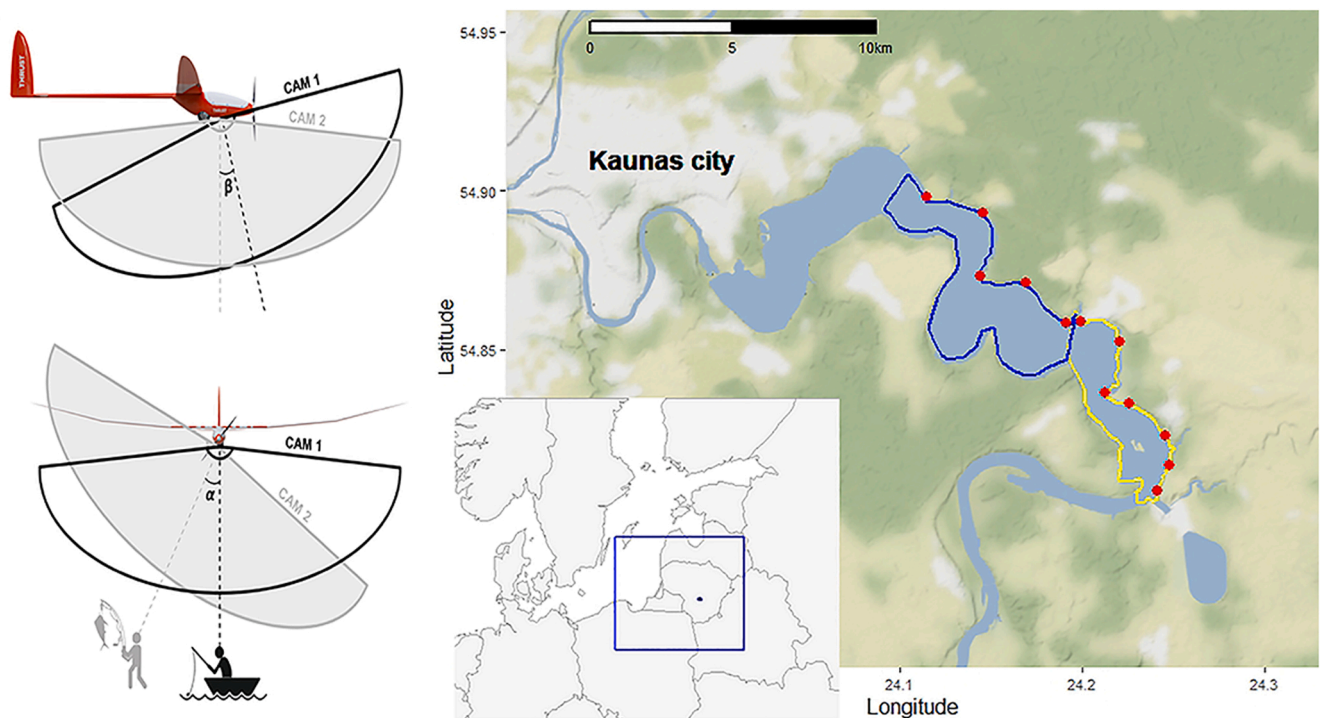 THRUST
THRUST
CAM 1
CAM 2
β
CAM 1
α
CAM 2
54.95
54.90
54.85
Latitude
0
5
10km
Kaunas city
24.1
24.2
24.3
Longitude